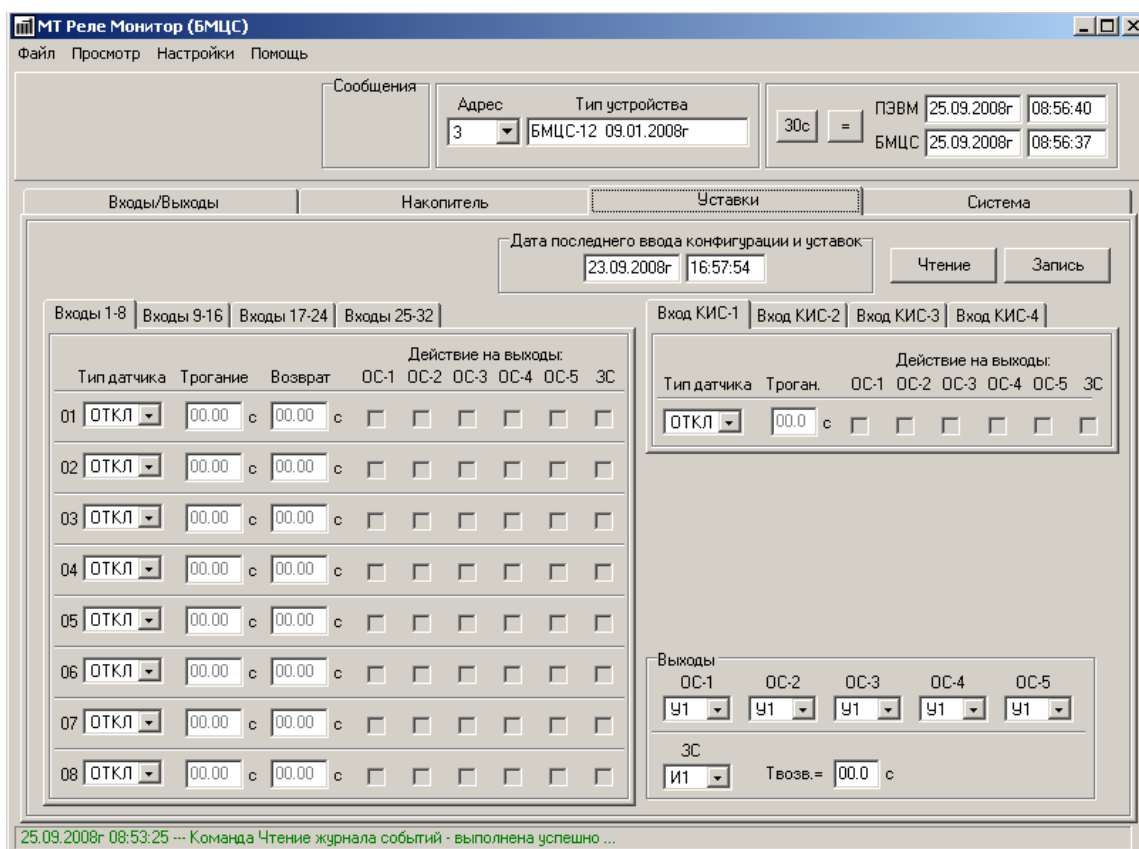 МТ Реле Монитор (БМЦС)
Файл Просмотр Настройки Помощь
Сообщения
Адрес Тип устройства
3 БМЦС-12 09.01.2008г
30с =
ПЭВМ 25.09.2008г 08:56:40
БМЦС 25.09.2008г 08:56:37
Входы/Выходы Накопитель Уставки Система
Дата последнего ввода конфигурации и уставок
23.09.2008г 16:57:54
Чтение Запись
Входы 1-8 Входы 9-16 Входы 17-24 Входы 25-32
Действие на выходы:
Тип датчика Трогание Возврат ОС-1 ОС-2 ОС-3 ОС-4 ОС-5 ЗС
01 ОТКЛ 00.00 с 00.00 с
02 ОТКЛ 00.00 с 00.00 с
03 ОТКЛ 00.00 с 00.00 с
04 ОТКЛ 00.00 с 00.00 с
05 ОТКЛ 00.00 с 00.00 с
06 ОТКЛ 00.00 с 00.00 с
07 ОТКЛ 00.00 с 00.00 с
08 ОТКЛ 00.00 с 00.00 с
Вход КИС-1 Вход КИС-2 Вход КИС-3 Вход КИС-4
Действие на выходы:
Тип датчика Троган. ОС-1 ОС-2 ОС-3 ОС-4 ОС-5 ЗС
ОТКЛ 00.0 с
Выходы
ОС-1 ОС-2 ОС-3 ОС-4 ОС-5
У1 У1 У1 У1 У1
ЗС
И1 Твозв.= 00.0 с
25.09.2008г 08:53:25 --- Команда Чтение журнала событий - выполнена успешно ...